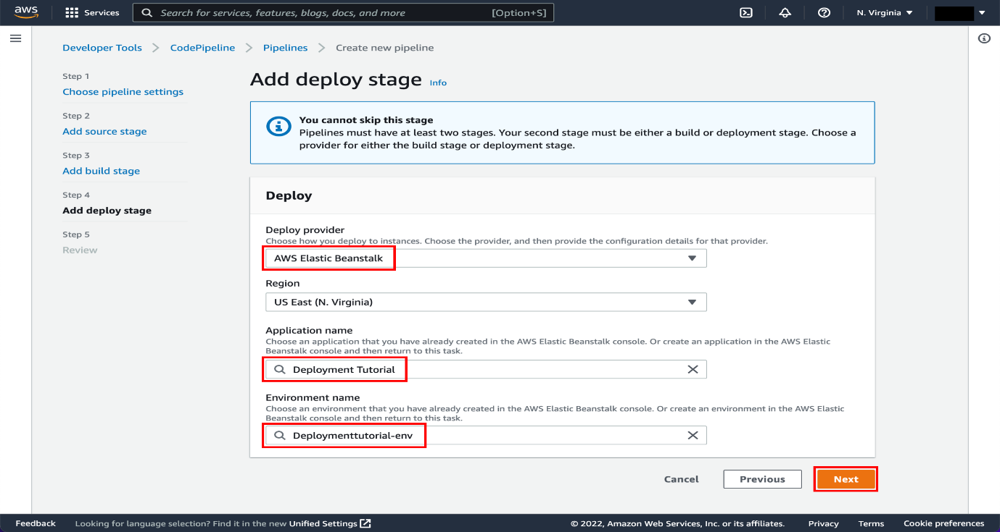 aws
Services
Search for services, features, blogs, docs, and more
[Option+S]
N. Virginia
Developer Tools
CodePipeline
Pipelines
Create new pipeline
Step 1
Choose pipeline settings
Step 2
Add source stage
Step 3
Add build stage
Step 4
Add deploy stage
Step 5
Review
Add deploy stage Info
You cannot skip this stage
Pipelines must have at least two stages. Your second stage must be either a build or deployment stage. Choose a
provider for either the build stage or deployment stage.
Deploy
Deploy provider
Choose how you deploy to instances. Choose the provider, and then provide the configuration details for that provider.
AWS Elastic Beanstalk
Region
US East (N. Virginia)
Application name
Choose an application that you have already created in the AWS Elastic Beanstalk console. Or create an application in the AWS Elastic
Beanstalk console and then return to this task.
Deployment Tutorial
Environment name
Choose an environment that you have already created in the AWS Elastic Beanstalk console. Or create an environment in the AWS Elastic
Beanstalk console and then return to this task.
Deploymenttutorial-env
Cancel
Previous
Next
Feedback
Looking for language selection? Find it in the new Unified Settings
© 2022, Amazon Web Services, Inc. or its affiliates.
Privacy
Terms
Cookie preferences